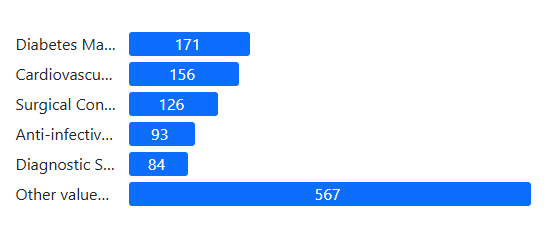 Diabetes Ma... 171
Cardiovascu... 156
Surgical Con... 126
Anti-infectiv... 93
Diagnostic S... 84
Other value... 567